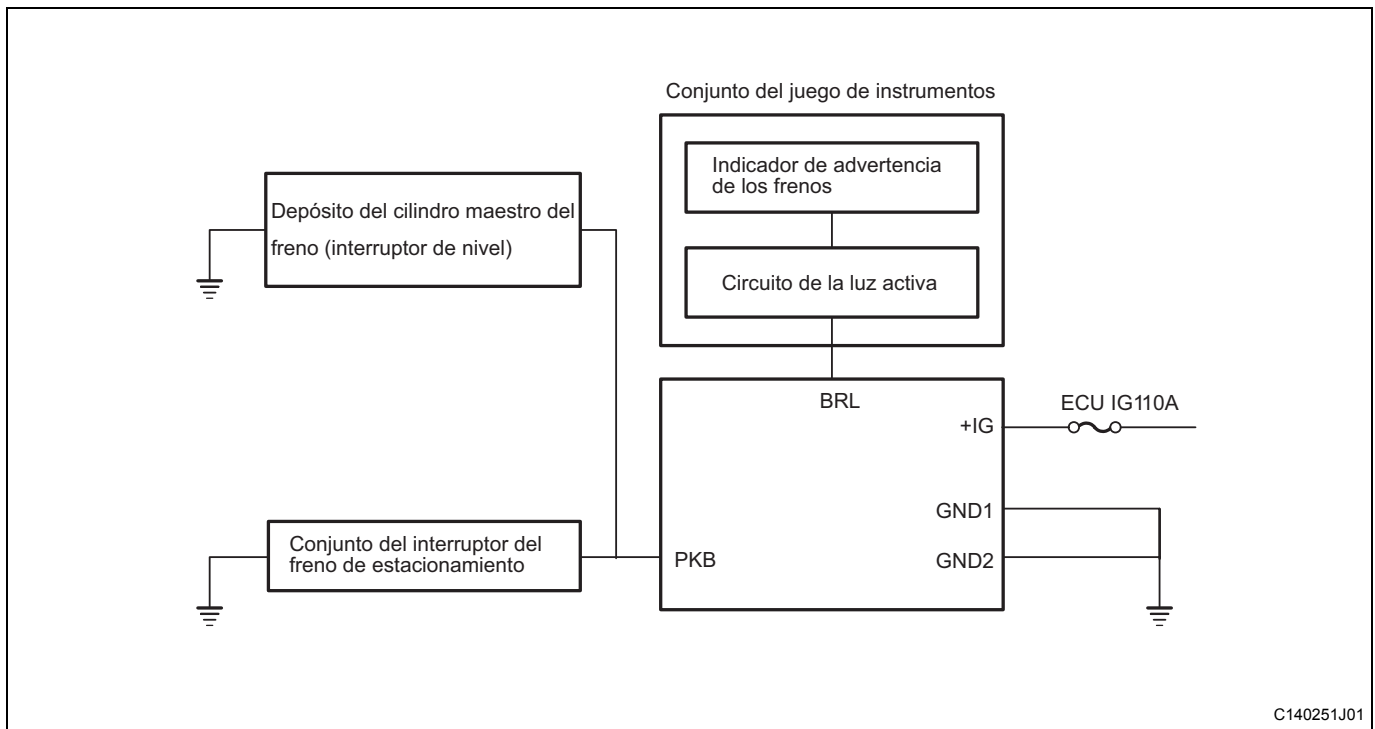 Conjunto del juego de instrumentos
Indicador de advertencia
de los frenos
Depósito del cilindro maestro del
freno (interruptor de nivel)
Circuito de la luz activa
BRL
ECU IG110A
+IG
GND1
Conjunto del interruptor del
freno de estacionamiento
PKB
GND2
C140251J01